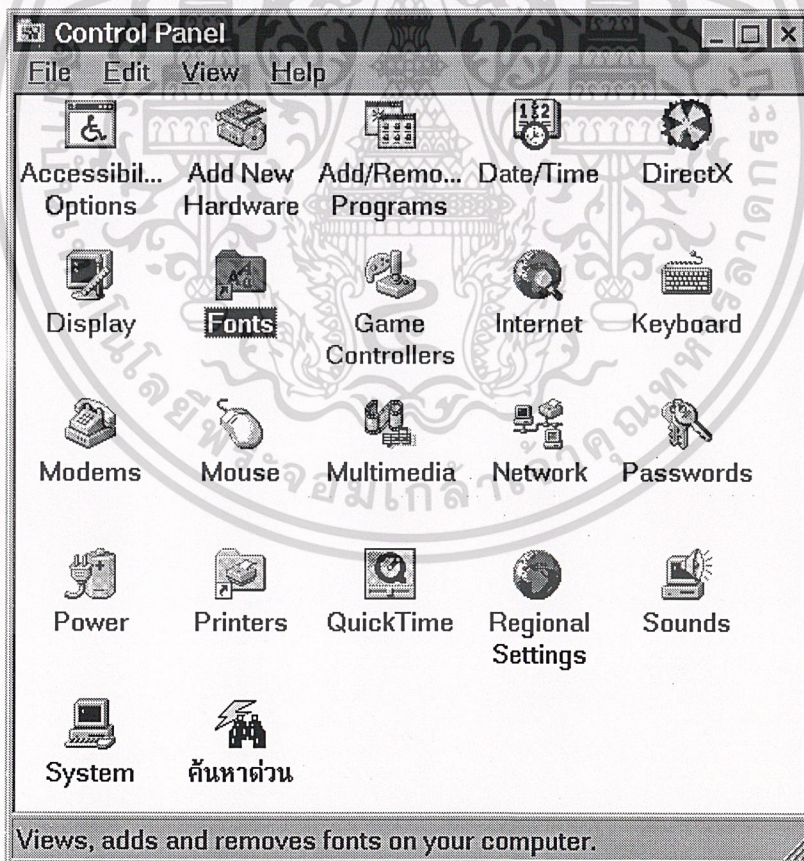 Control Panel
File Edit View Help
Accessibil... Options
Add New Hardware
Add/Remo... Programs
Date/Time
DirectX
Display
Fonts
Game Controllers
Internet
Keyboard
Modems
Mouse
Multimedia
Network
Passwords
Power
Printers
QuickTime
Regional Settings
Sounds
System
ค้นหาด่วน
Views, adds and removes fonts on your computer.